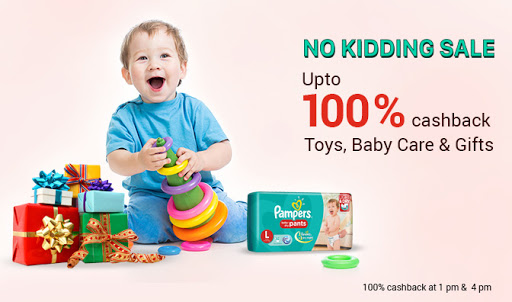 NO KIDDING SALE
Upto
100% cashback
Toys, Baby Care & Gifts
Pampers
pants
L
100% cashback at 1 pm & 4 pm